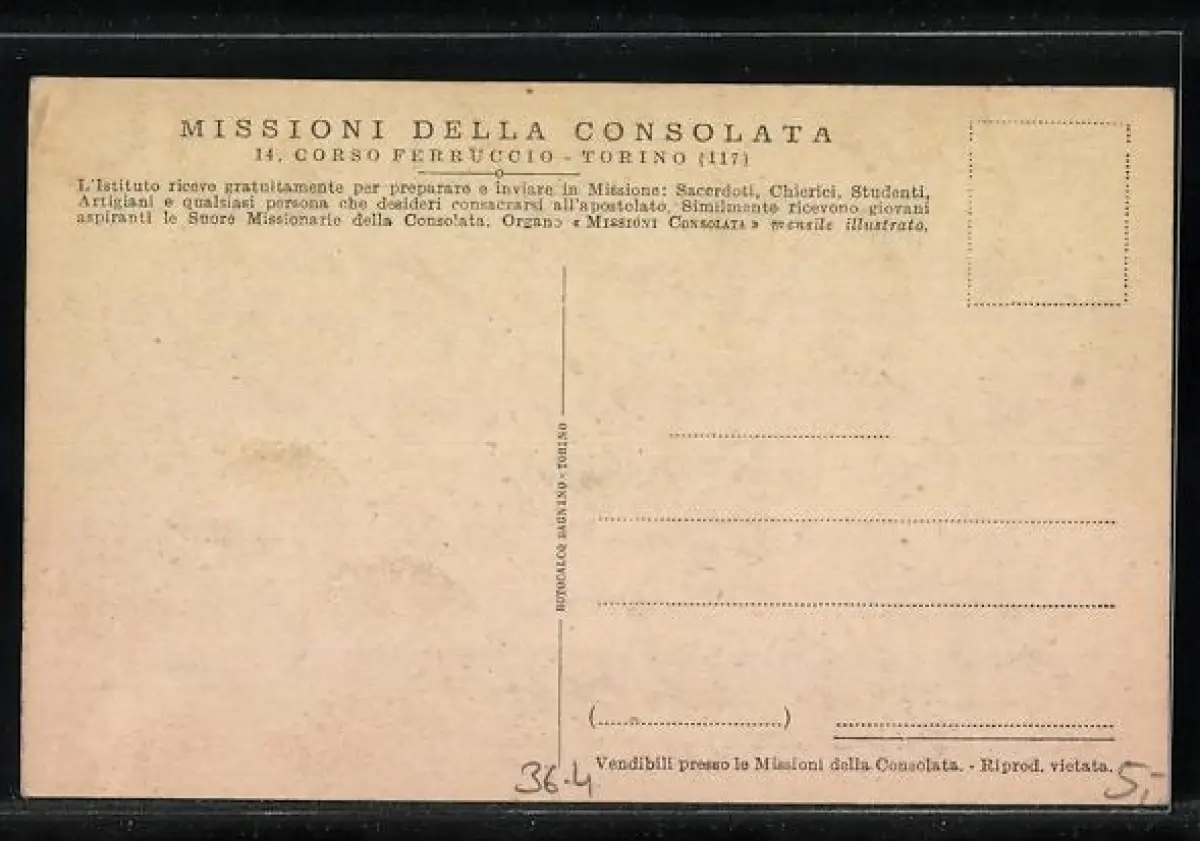 MISSIONI DELLA CONSOLATA
14, CORSO FERRUCCIO - TORINO (117)
L'Istituto riceve gratuitamente per preparare e inviare in Missione: Sacerdoti, Chierici, Studenti,
Artigiani e qualsiasi persona che desideri consacrarsi all'apostolato. Similmente ricevono giovani
aspiranti le Suore Missionarie della Consolata. Organo « MISSIONI CONSOLATA » mensile illustrato.
ROTOCALCO DAGNINO - TORINO
(....................)
Vendibili presso le Missioni della Consolata. - Riprod. vietata.
36-4
5,-